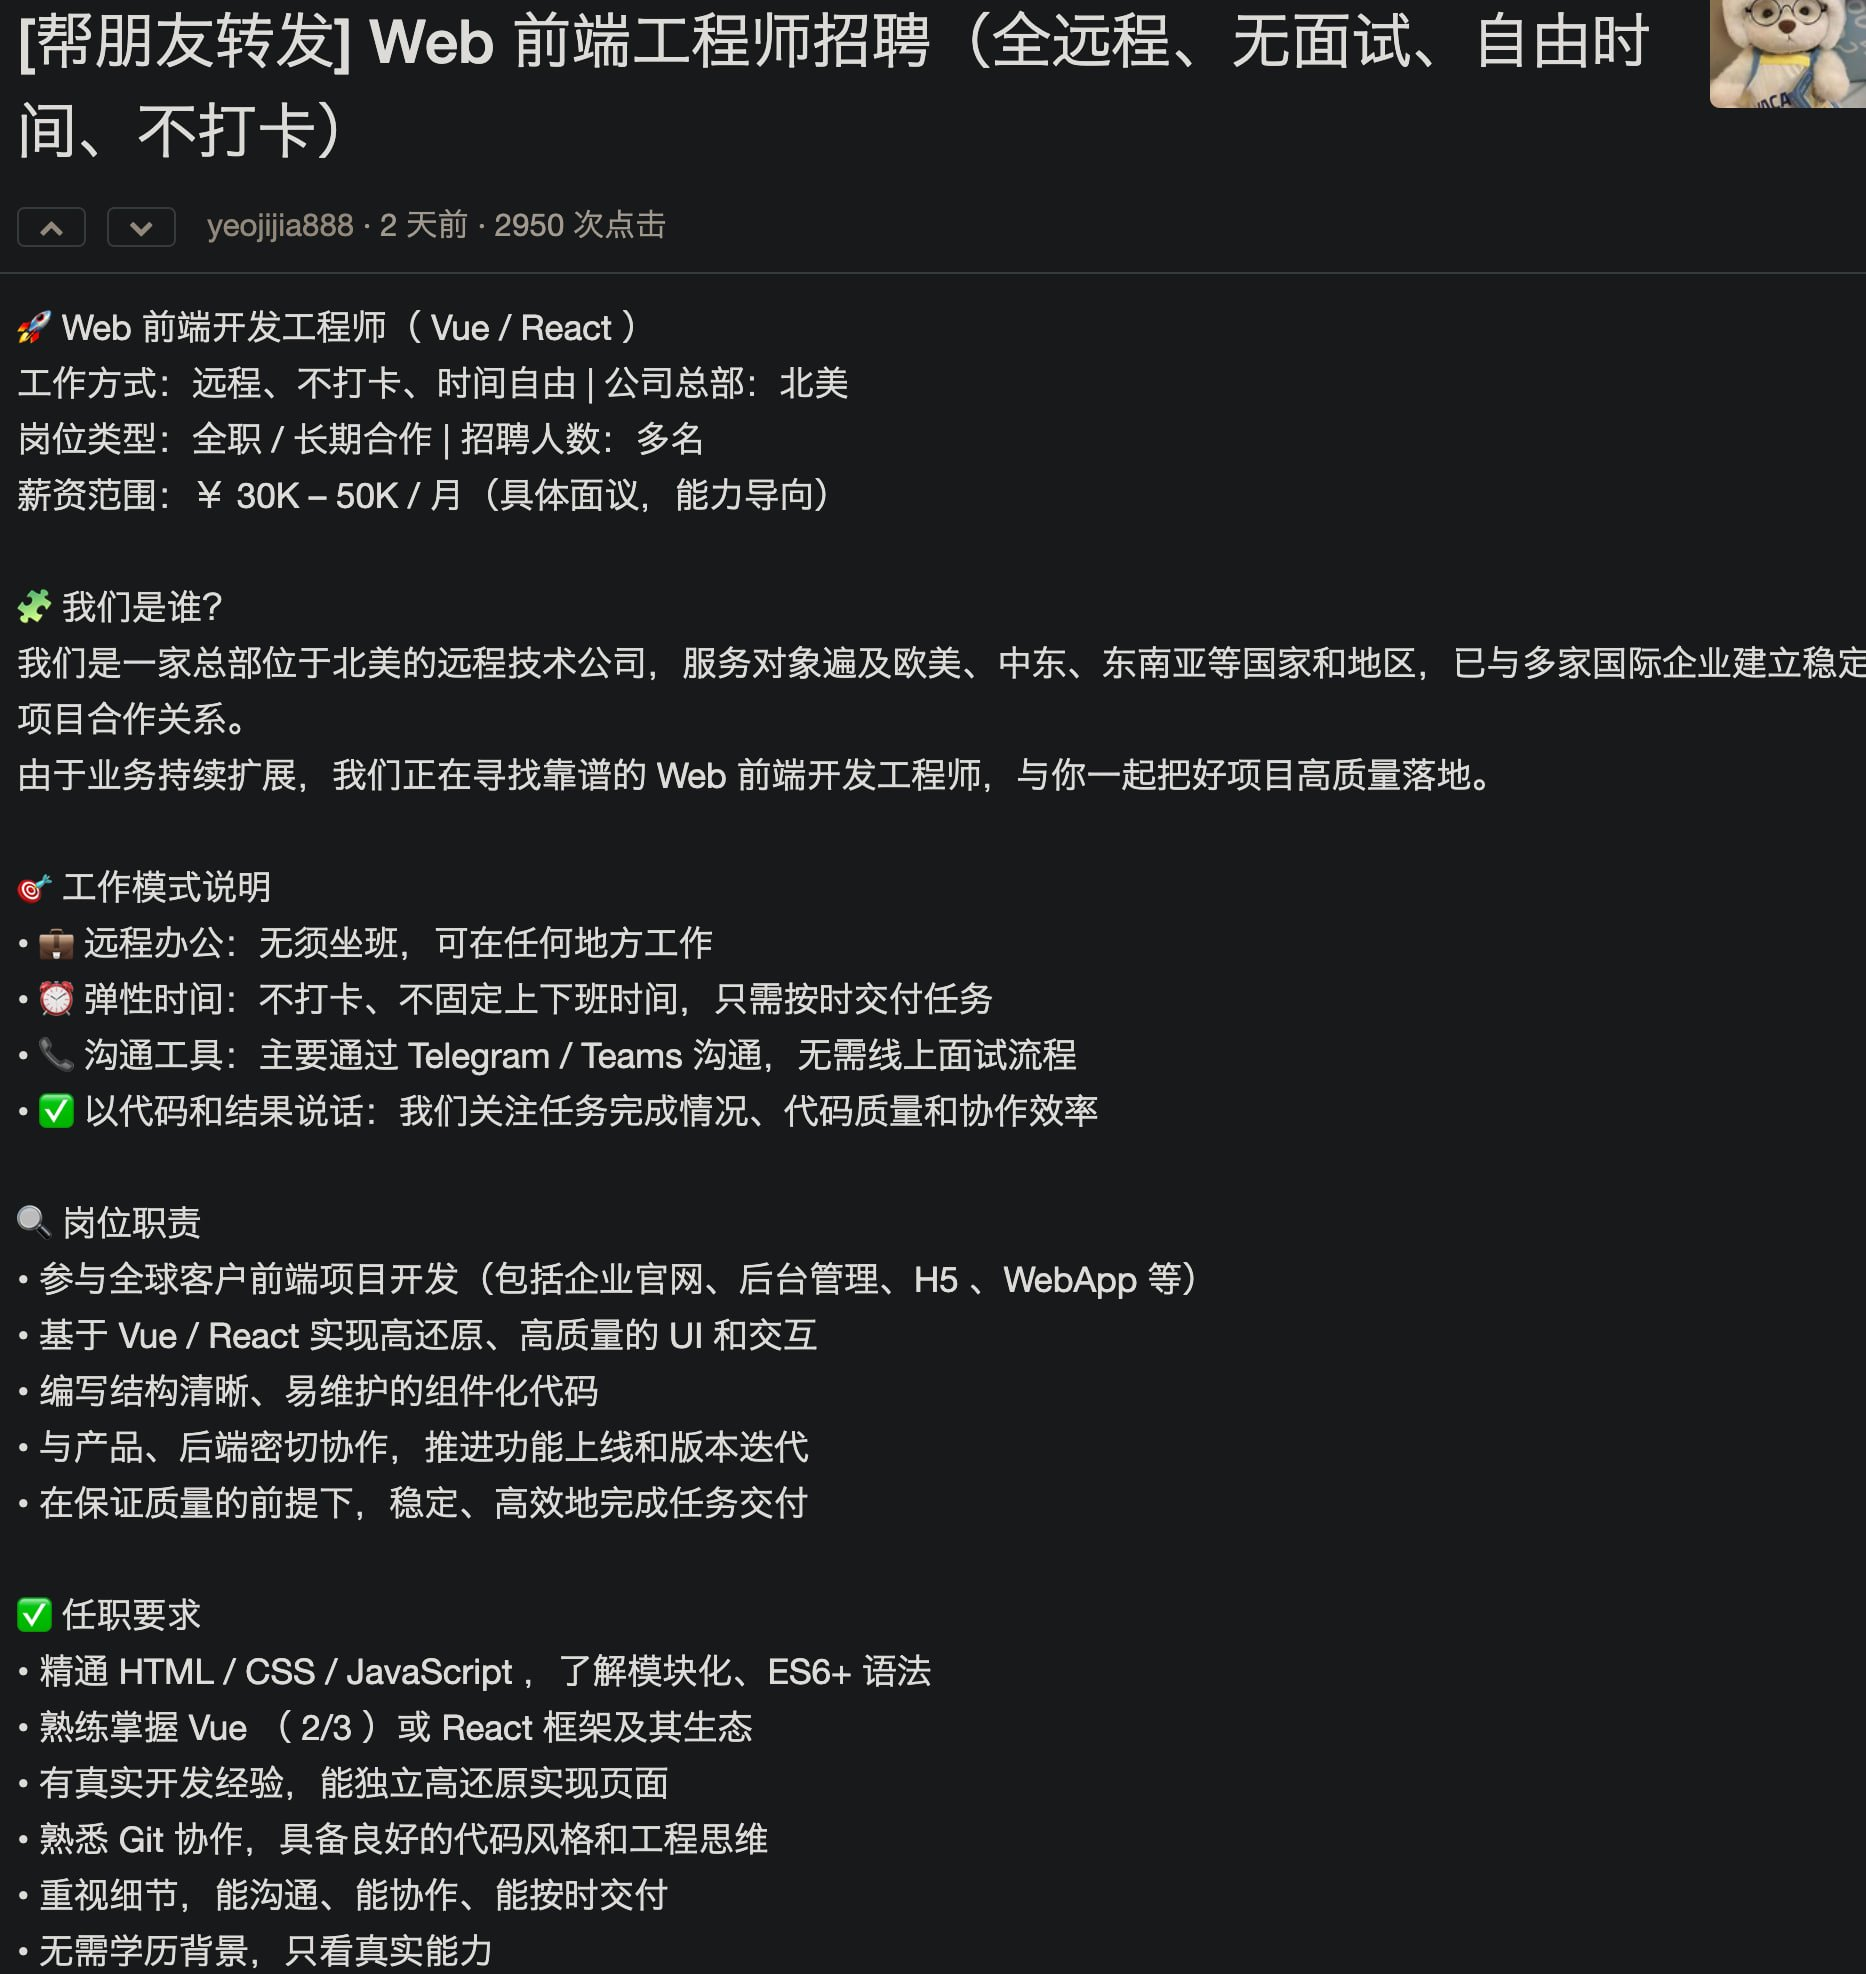 [帮朋友转发] Web 前端工程师招聘（全远程、无面试、自由时
间、不打卡）
yeojijia888 · 2 天前 · 2950 次点击
🚀 Web 前端开发工程师（ Vue / React ）
工作方式：远程、不打卡、时间自由 | 公司总部：北美
岗位类型：全职 / 长期合作 | 招聘人数：多名
薪资范围：￥ 30K – 50K / 月（具体面议，能力导向）
🧩 我们是谁？
我们是一家总部位于北美的远程技术公司，服务对象遍及欧美、中东、东南亚等国家和地区，已与多家国际企业建立稳定
项目合作关系。
由于业务持续扩展，我们正在寻找靠谱的 Web 前端开发工程师，与你一起把好项目高质量落地。
🎯 工作模式说明
• 💼 远程办公：无须坐班，可在任何地方工作
• ⏰ 弹性时间：不打卡、不固定上下班时间，只需按时交付任务
• 📞 沟通工具：主要通过 Telegram / Teams 沟通，无需线上面试流程
• ✅ 以代码和结果说话：我们关注任务完成情况、代码质量和协作效率
🔍 岗位职责
• 参与全球客户前端项目开发（包括企业官网、后台管理、H5 、WebApp 等）
• 基于 Vue / React 实现高还原、高质量的 UI 和交互
• 编写结构清晰、易维护的组件化代码
• 与产品、后端密切协作，推进功能上线和版本迭代
• 在保证质量的前提下，稳定、高效地完成任务交付
✅ 任职要求
• 精通 HTML / CSS / JavaScript ，了解模块化、ES6+ 语法
• 熟练掌握 Vue （ 2/3 ）或 React 框架及其生态
• 有真实开发经验，能独立高还原实现页面
• 熟悉 Git 协作，具备良好的代码风格和工程思维
• 重视细节，能沟通、能协作、能按时交付
• 无需学历背景，只看真实能力